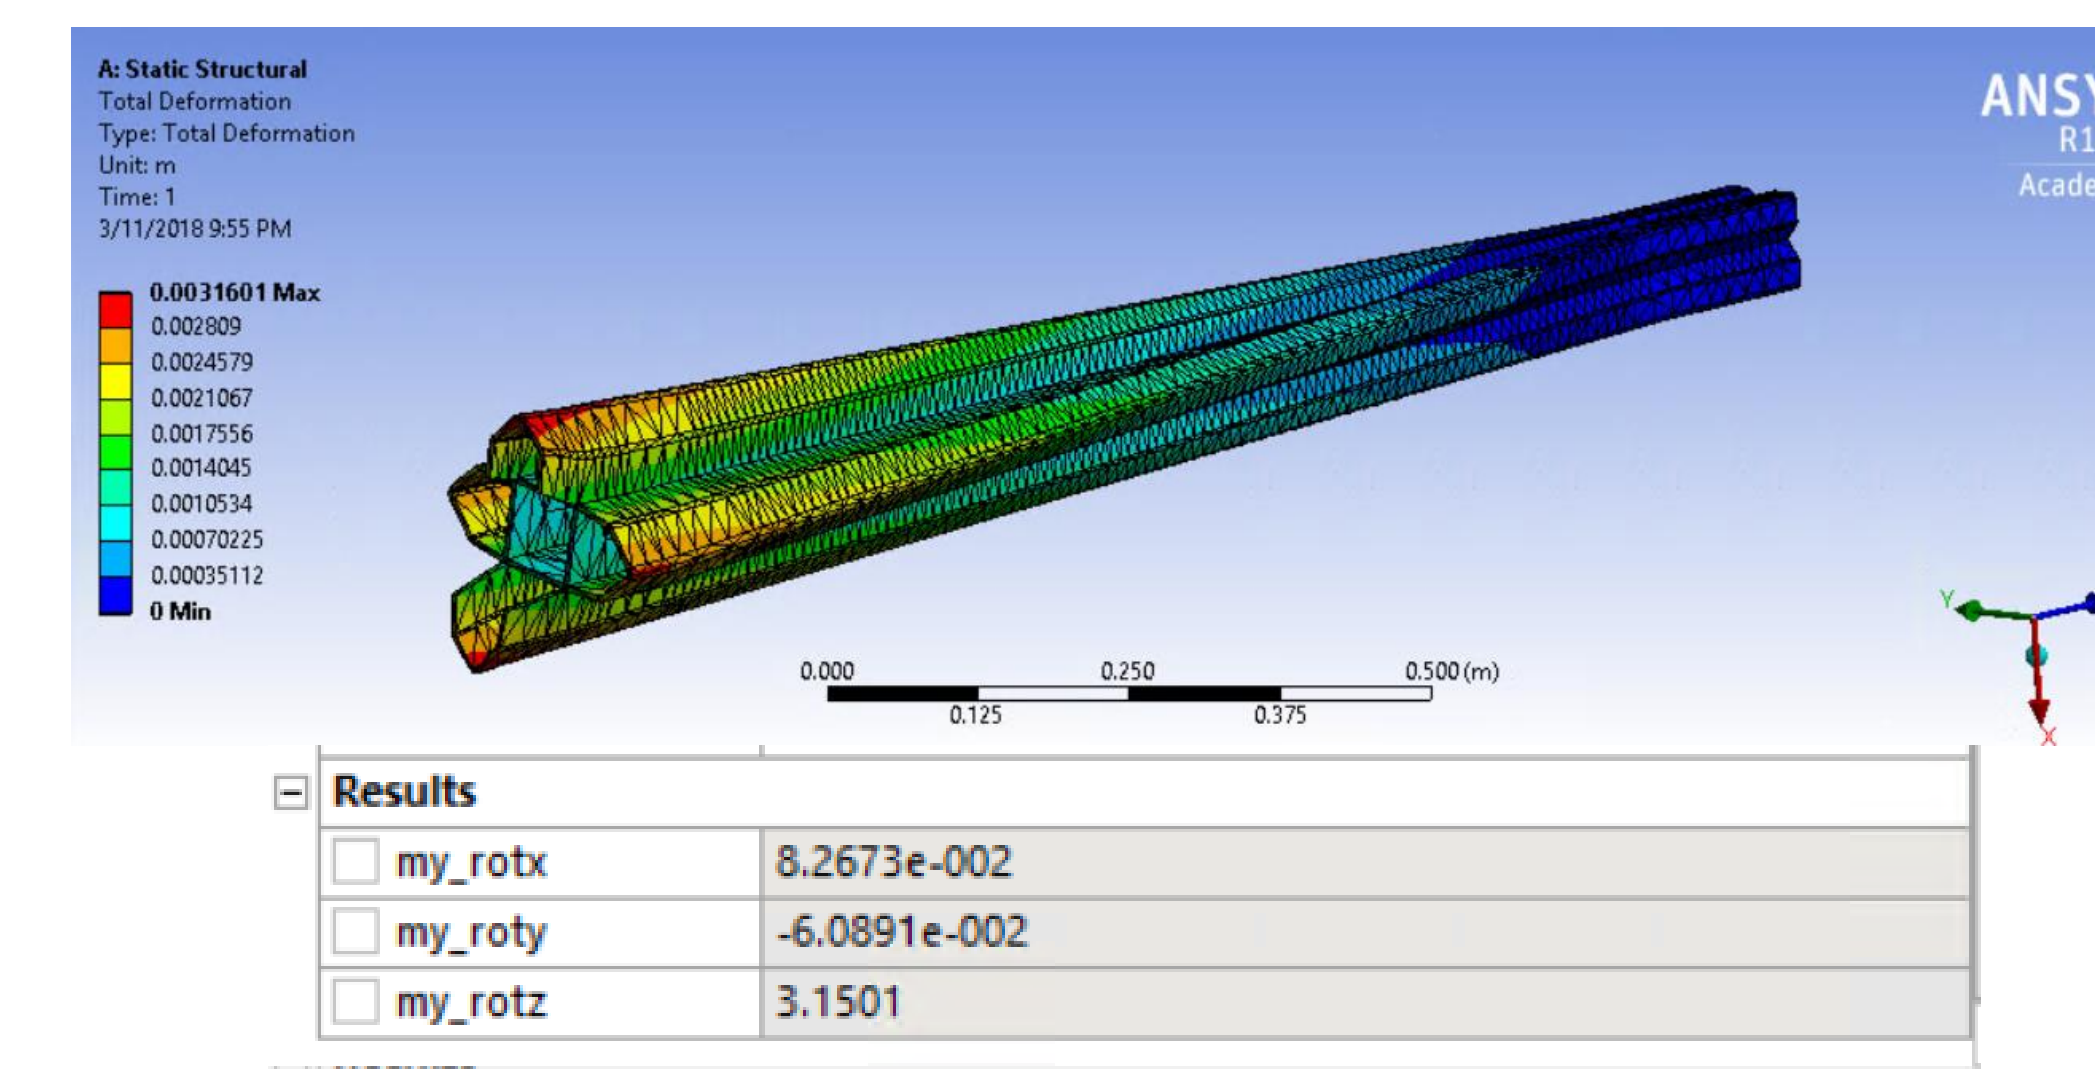 A: Static Structural
Total Deformation
Type: Total Deformation
Unit: m
Time: 1
3/11/2018 9:55 PM
0.0031601 Max
0.002809
0.0024579
0.0021067
0.0017556
0.0014045
0.0010534
0.00070225
0.00035112
0 Min
ANSY
R1
Acade
0.000 0.250 0.500 (m)
0.125 0.375
Y
X
Results
my_rotx 8.2673e-002
my_roty -6.0891e-002
my_rotz 3.1501